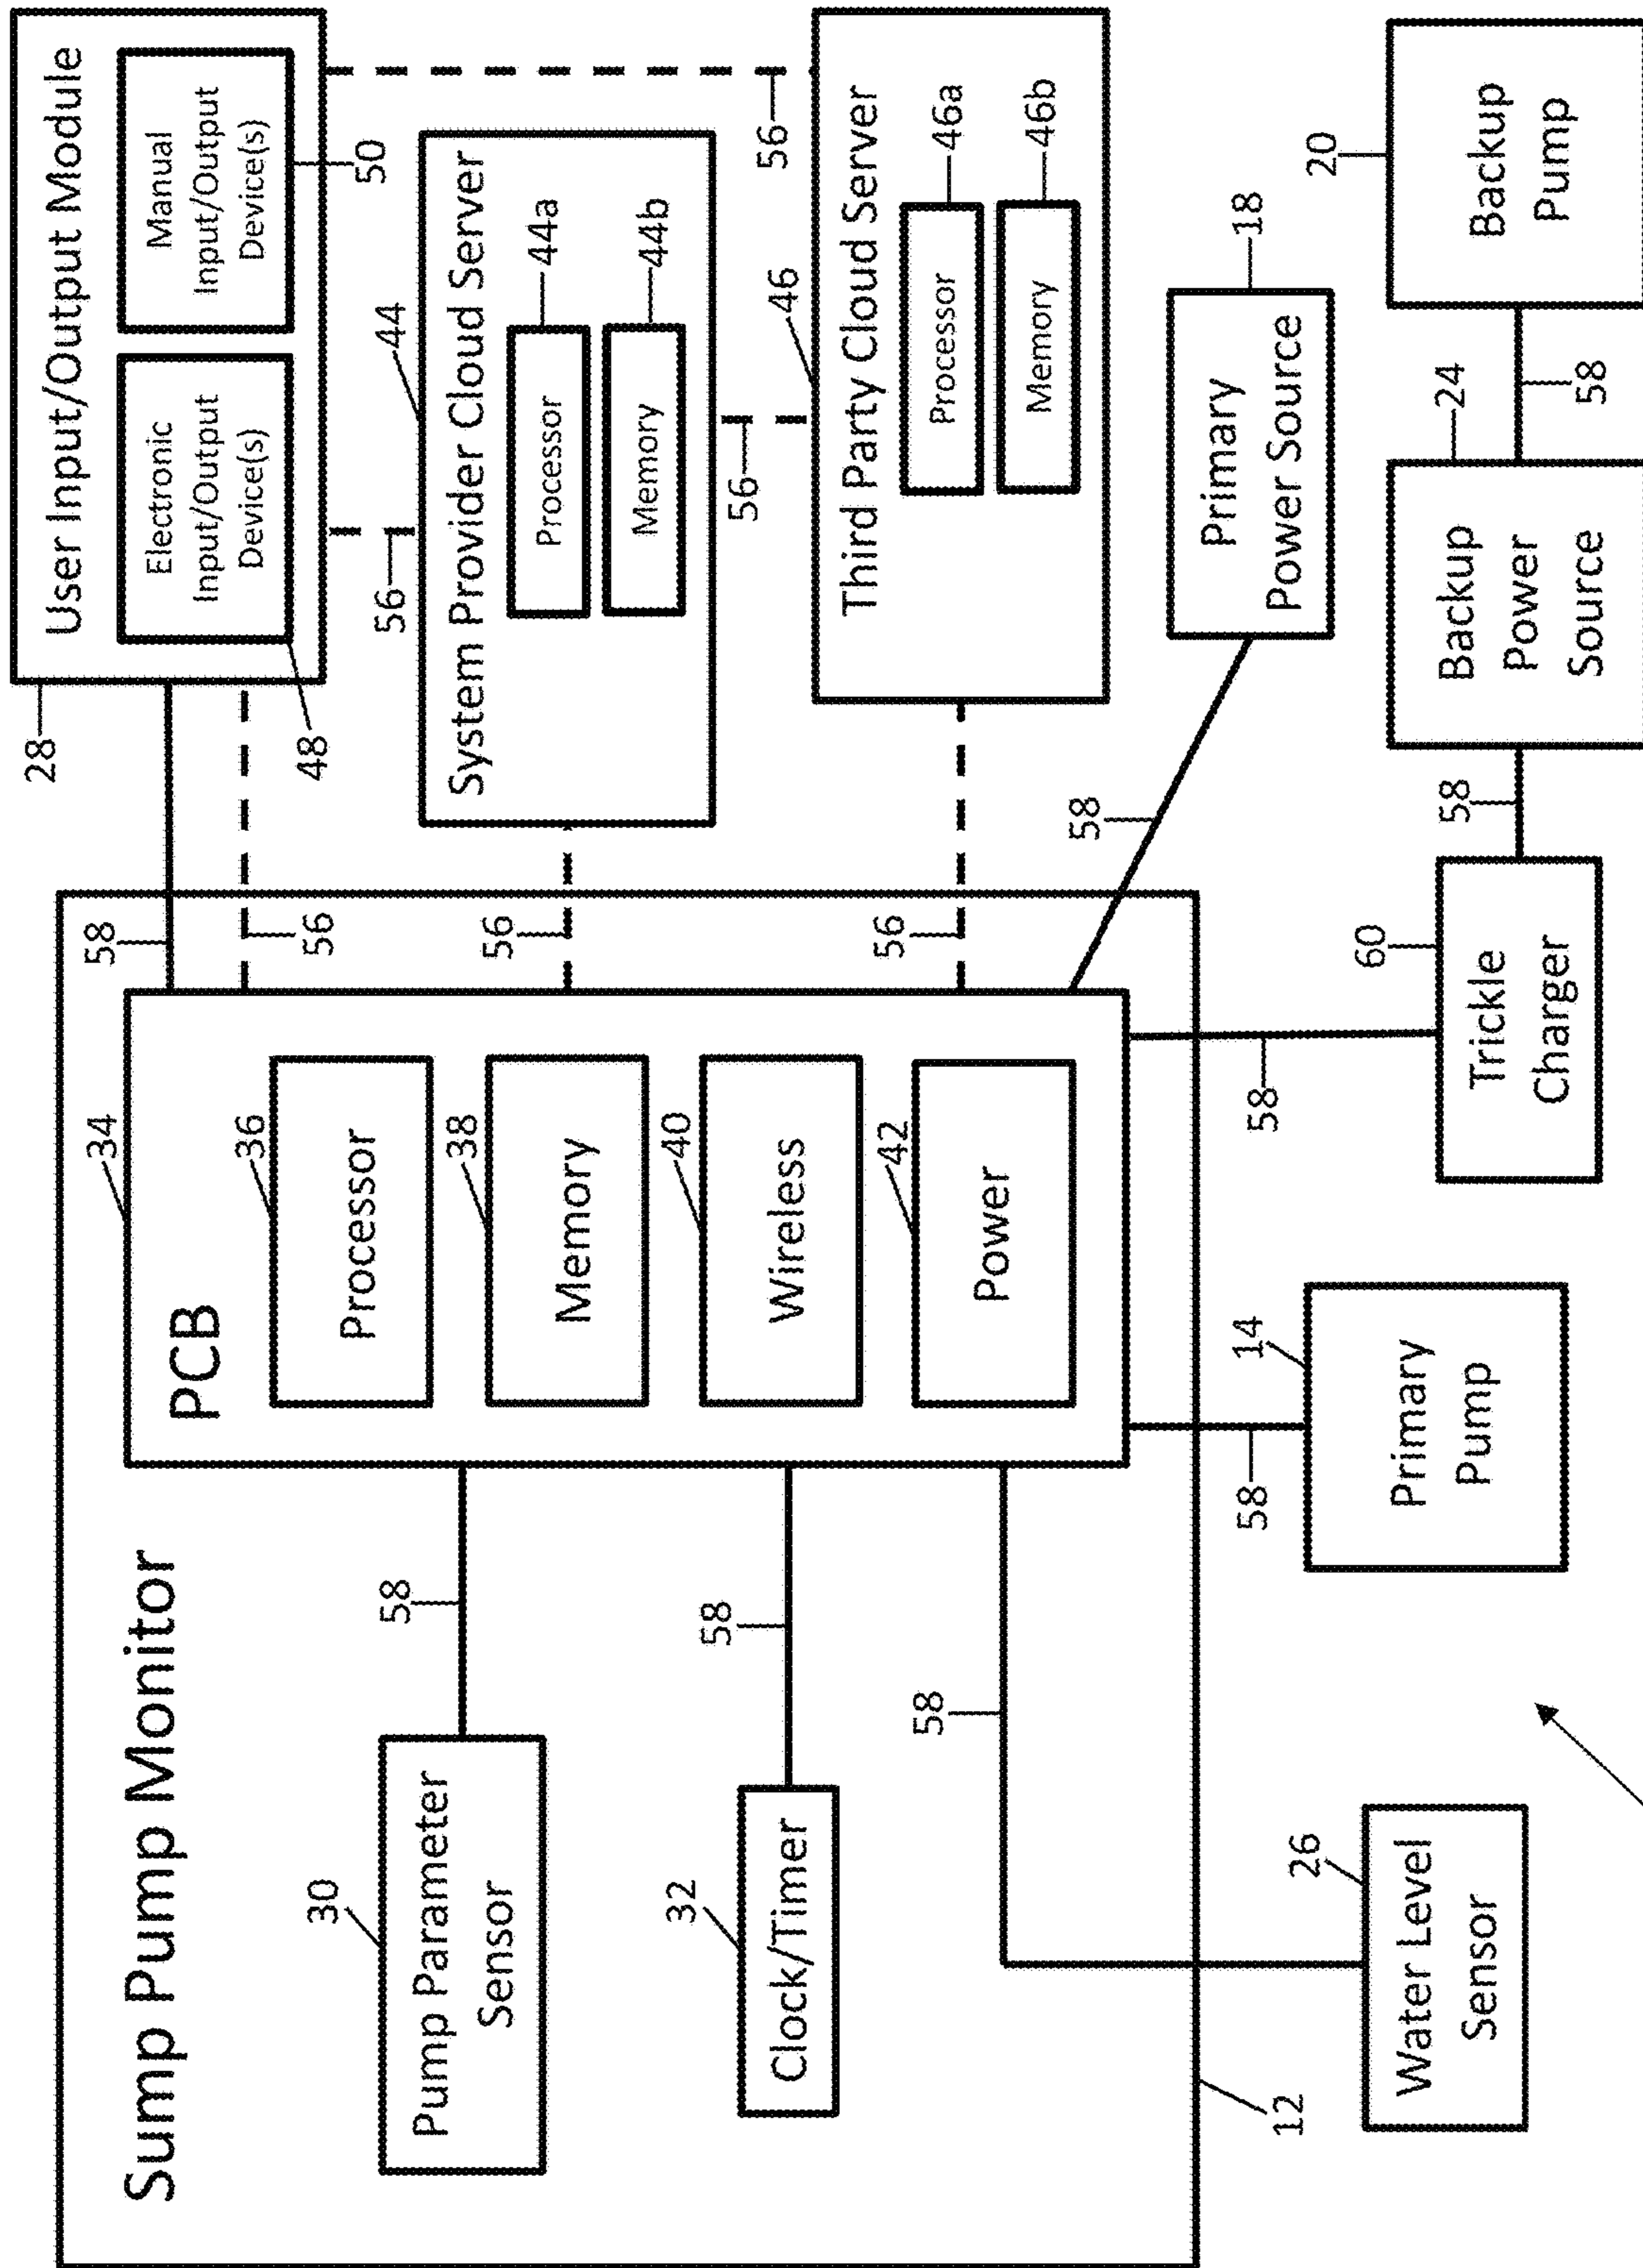 Sump Pump Monitor
12
30
Pump Parameter
Sensor
58
32
Clock/Timer
58
58
26
Water Level
Sensor
34
PCB
36
Processor
38
Memory
40
Wireless
42
Power
58
14
Primary
Pump
58
56
56
56
58
60
Trickle
Charger
58
58
28
User Input/Output Module
Electronic
Input/Output
Device(s)
48
Manual
Input/Output
Device(s)
50
56
56
44
System Provider Cloud Server
Processor
44a
Memory
44b
56
46
Third Party Cloud Server
Processor
46a
Memory
46b
18
Primary
Power Source
24
Backup
Power
Source
58
20
Backup
Pump